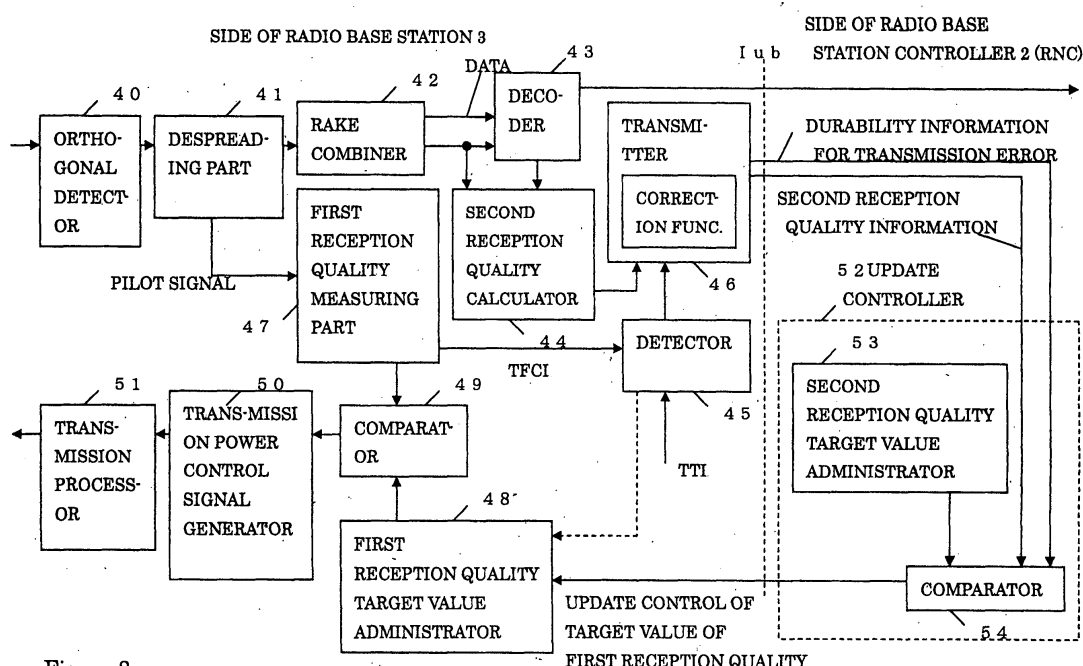 SIDE OF RADIO BASE STATION 3
SIDE OF RADIO BASE
STATION CONTROLLER 2 (RNC)
Iub
DATA
40
ORTHO-
GONAL
DETECT-
OR
41
DESPREAD-
ING PART
42
RAKE
COMBINER
43
DECO-
DER
TRANSMI-
TTER
CORRECT-
ION FUNC.
46
DURABILITY INFORMATION
FOR TRANSMISSION ERROR
SECOND RECEPTION
QUALITY INFORMATION
PILOT SIGNAL
FIRST
RECEPTION
QUALITY
MEASURING
PART
47
SECOND
RECEPTION
QUALITY
CALCULATOR
44
TFCI
DETECTOR
45
TTI
52 UPDATE
CONTROLLER
53
SECOND
RECEPTION QUALITY
TARGET VALUE
ADMINISTRATOR
51
TRANS-
MISSION
PROCESS-
OR
50
TRANS-MISSI
ON POWER
CONTROL
SIGNAL
GENERATOR
49
COMPARAT-
OR
48
FIRST
RECEPTION QUALITY
TARGET VALUE
ADMINISTRATOR
UPDATE CONTROL OF
TARGET VALUE OF
FIRST RECEPTION QUALITY
COMPARATOR
54